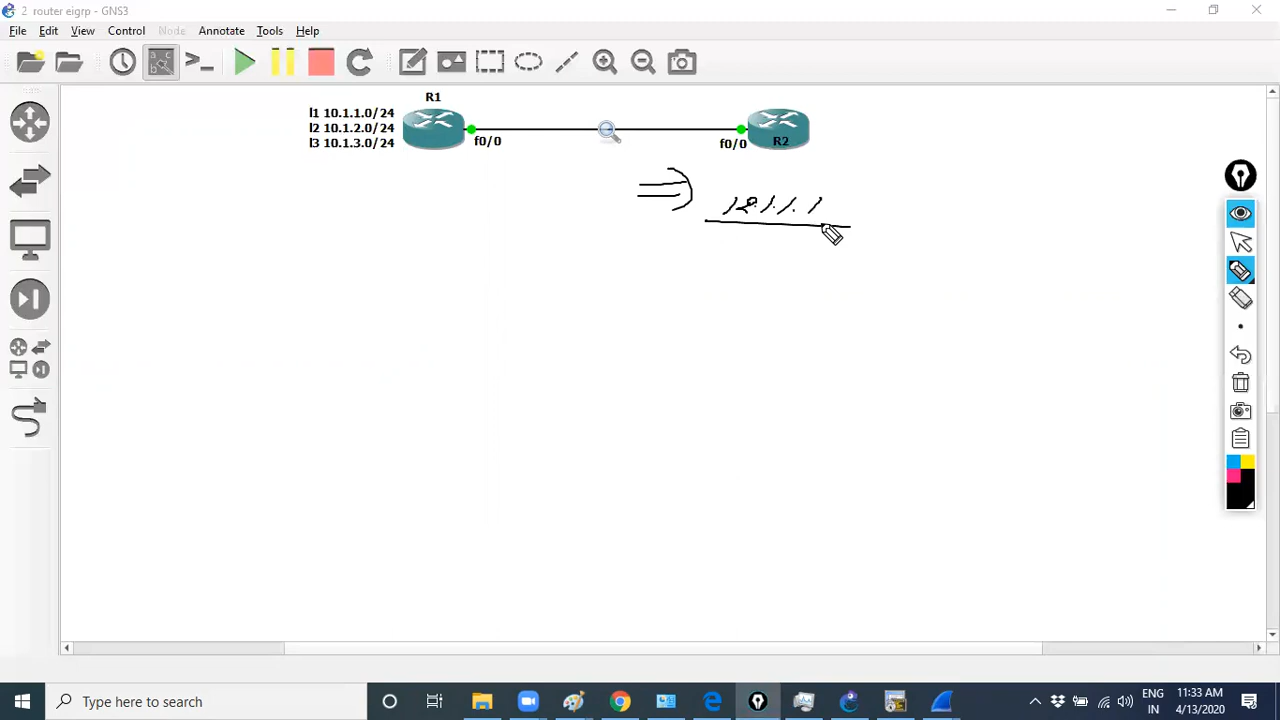 2 router eigrp - GNS3
File Edit View Control Node Annotate Tools Help
R1
l1 10.1.1.0/24
l2 10.1.2.0/24
l3 10.1.3.0/24
f0/0
f0/0
R2
Type here to search
ENG
IN
11:33 AM
4/13/2020